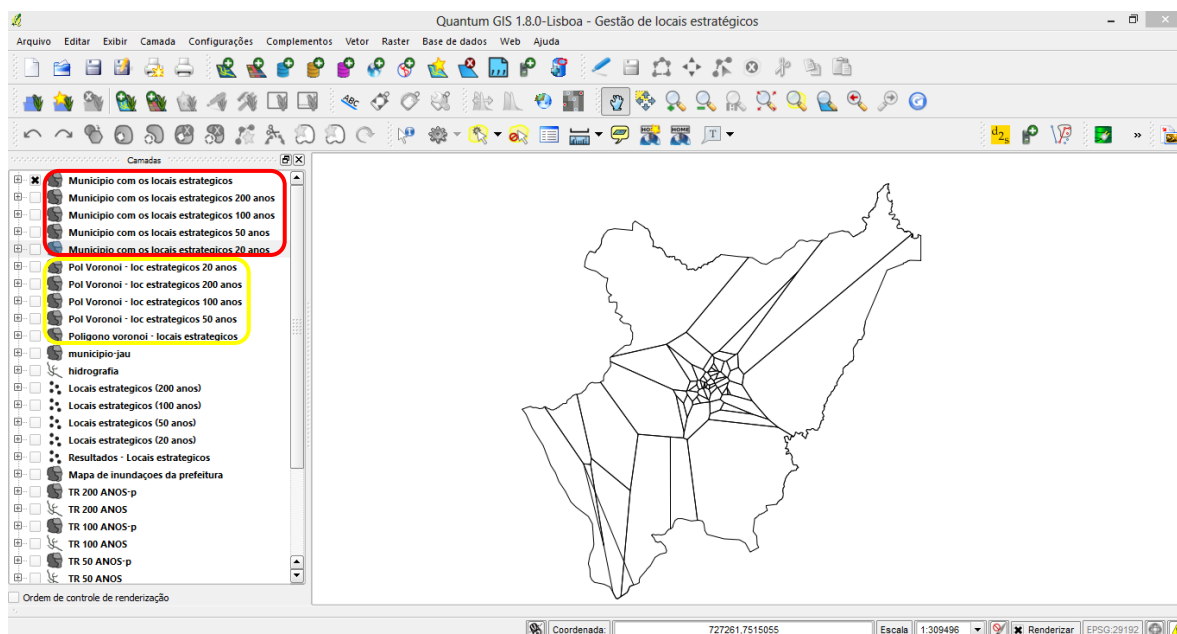 Quantum GIS 1.8.0-Lisboa - Gestão de locais estratégicos
Arquivo Editar Exibir Camada Configurações Complementos Vetor Raster Base de dados Web Ajuda
Camadas
Municipio com os locais estrategicos
Municipio com os locais estrategicos 200 anos
Municipio com os locais estrategicos 100 anos
Municipio com os locais estrategicos 50 anos
Municipio com os locais estrategicos 20 anos
Pol Voronoi - loc estrategicos 20 anos
Pol Voronoi - loc estrategicos 200 anos
Pol Voronoi - loc estrategicos 100 anos
Pol Voronoi - loc estrategicos 50 anos
Poligono voronoi - locais estrategicos
municipio-jau
hidrografia
Locais estrategicos (200 anos)
Locais estrategicos (100 anos)
Locais estrategicos (50 anos)
Locais estrategicos (20 anos)
Resultados - Locais estrategicos
Mapa de inundaçoes da prefeitura
TR 200 ANOS-p
TR 200 ANOS
TR 100 ANOS-p
TR 100 ANOS
TR 50 ANOS-p
TR 50 ANOS
Ordem de controle de renderização
Coordenada: 727261,7515055 Escala 1:309496 Renderizar EPSG:29192